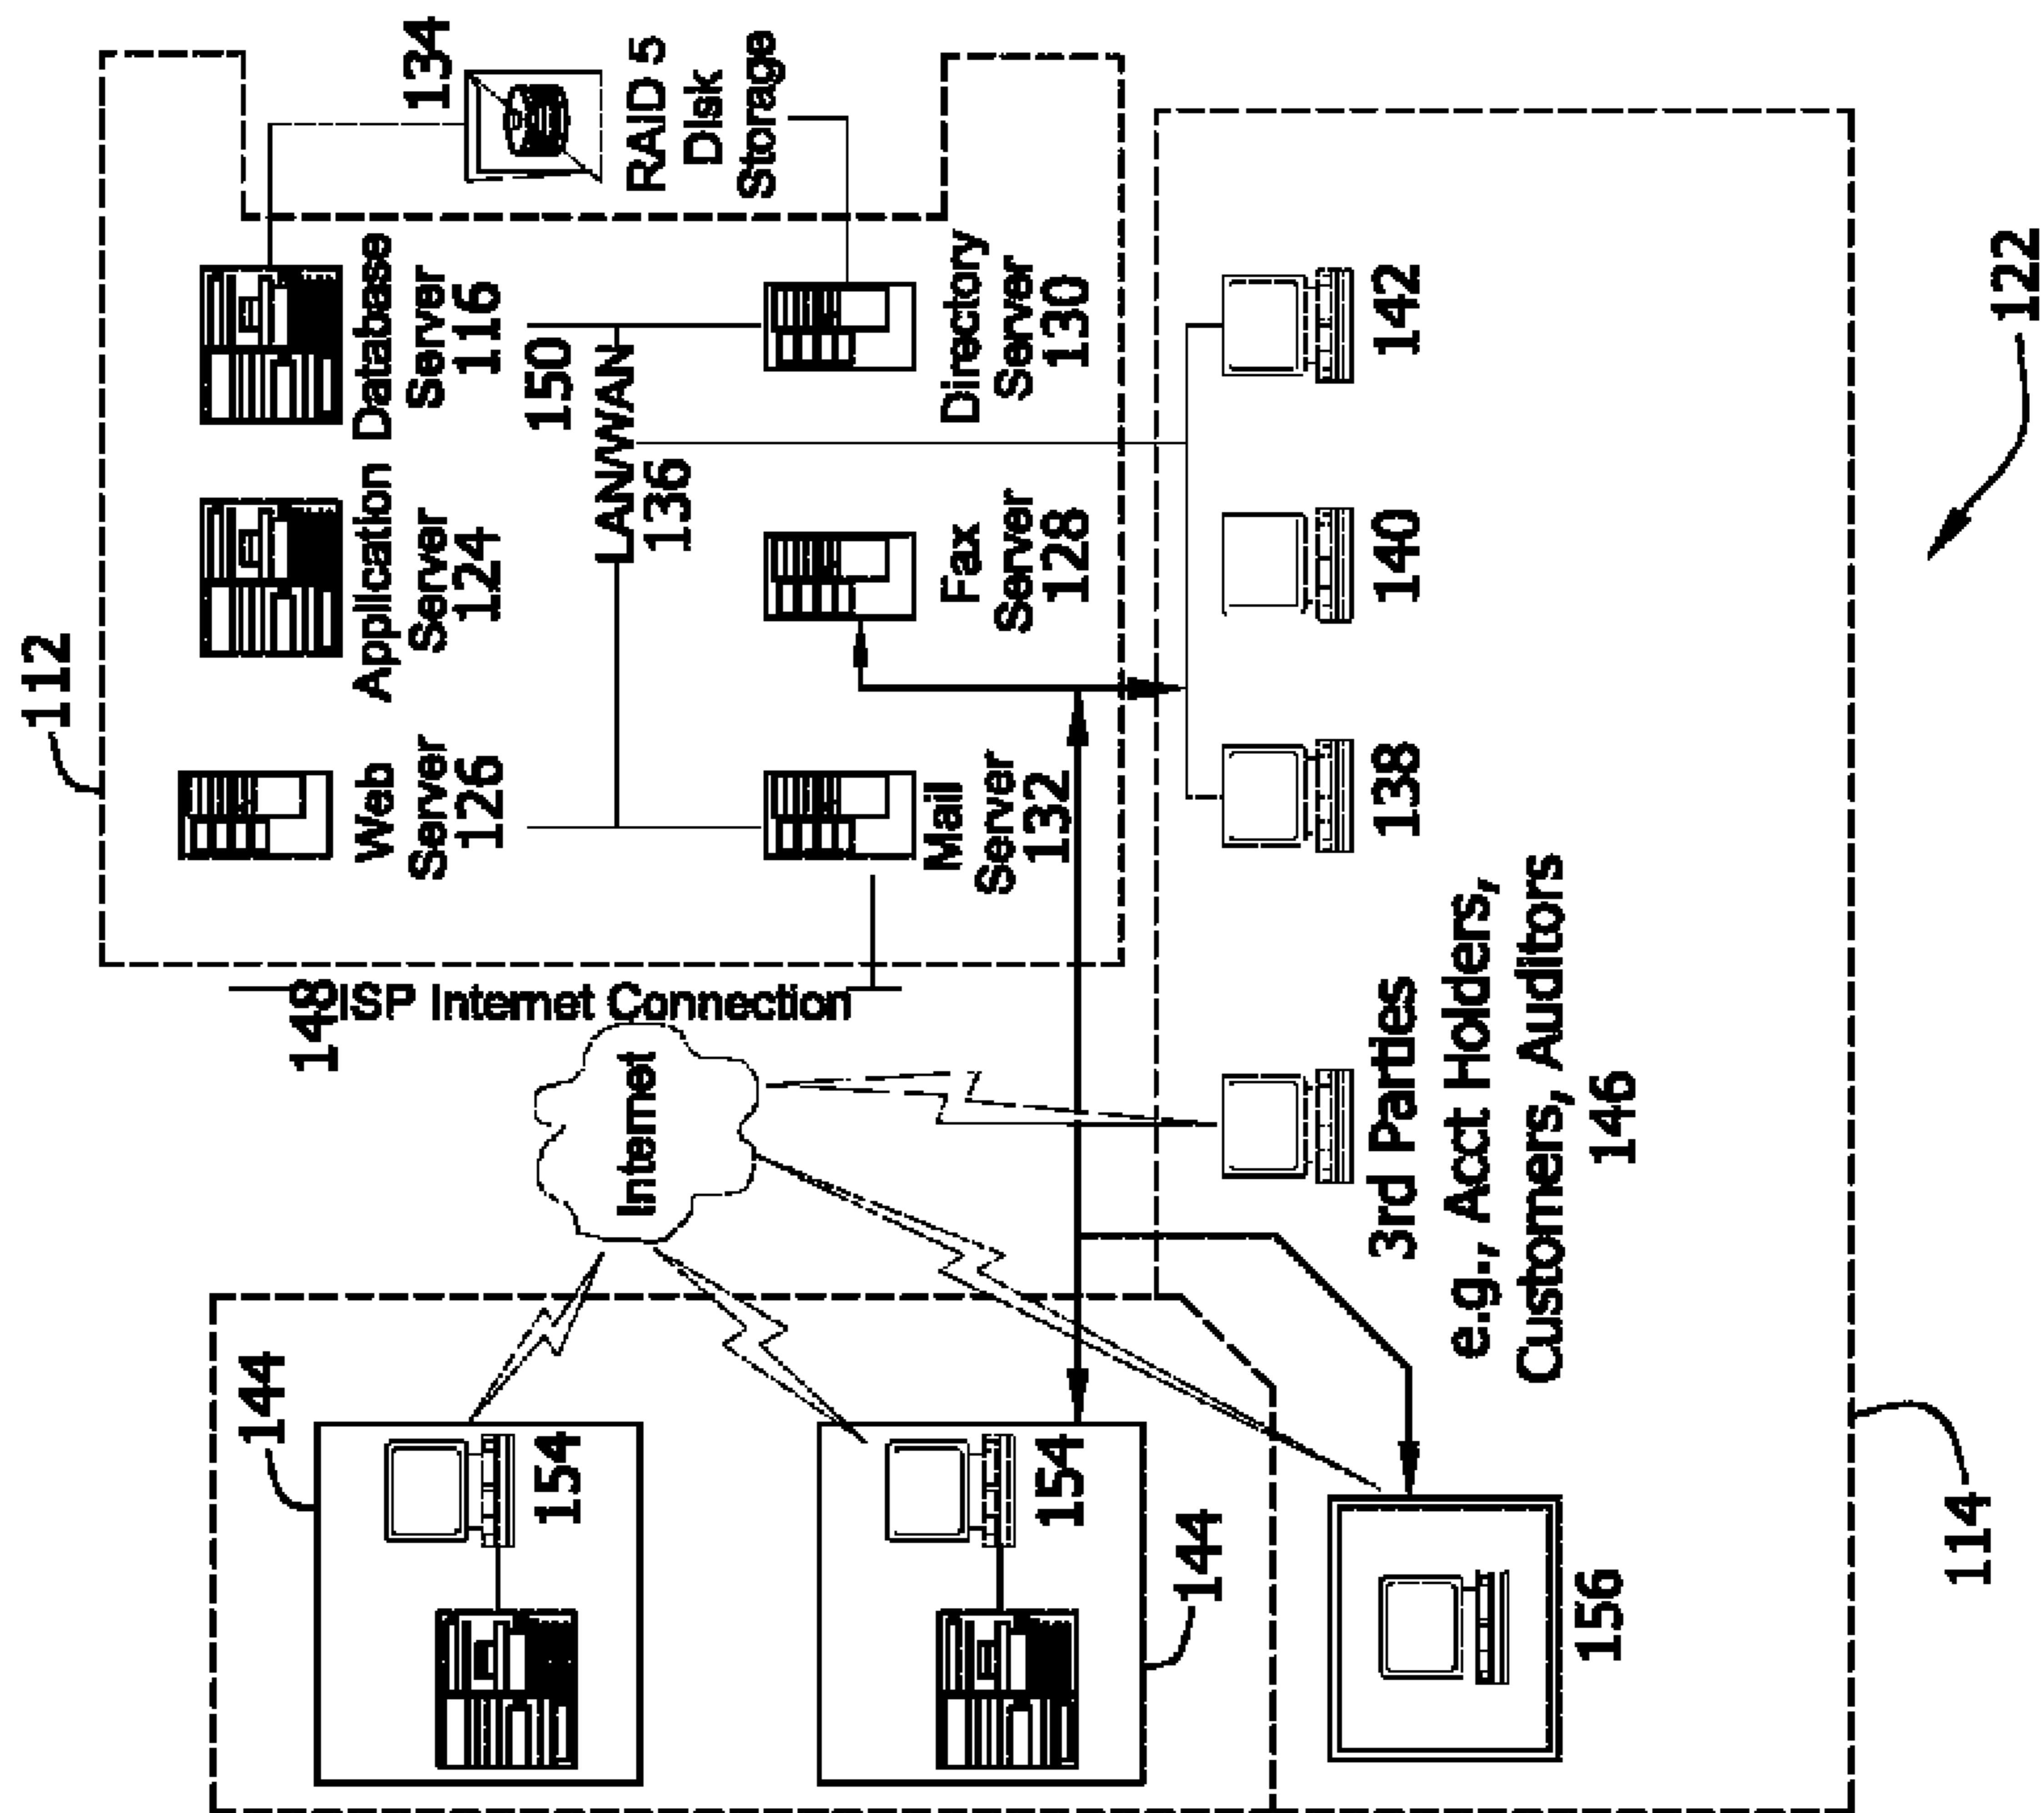 112
144
148
ISP Internet Connection
Web
Server
126
Application
Server
124
Database
Server
116
134
RAID 5
Disk
Storage
150
LANWAN
136
Internet
154
Mail
Server
132
Fax
Server
128
Directory
Server
130
154
144
138
140
142
3rd Parties
e.g., Acct Holders,
Customers, Auditors
146
156
114
122